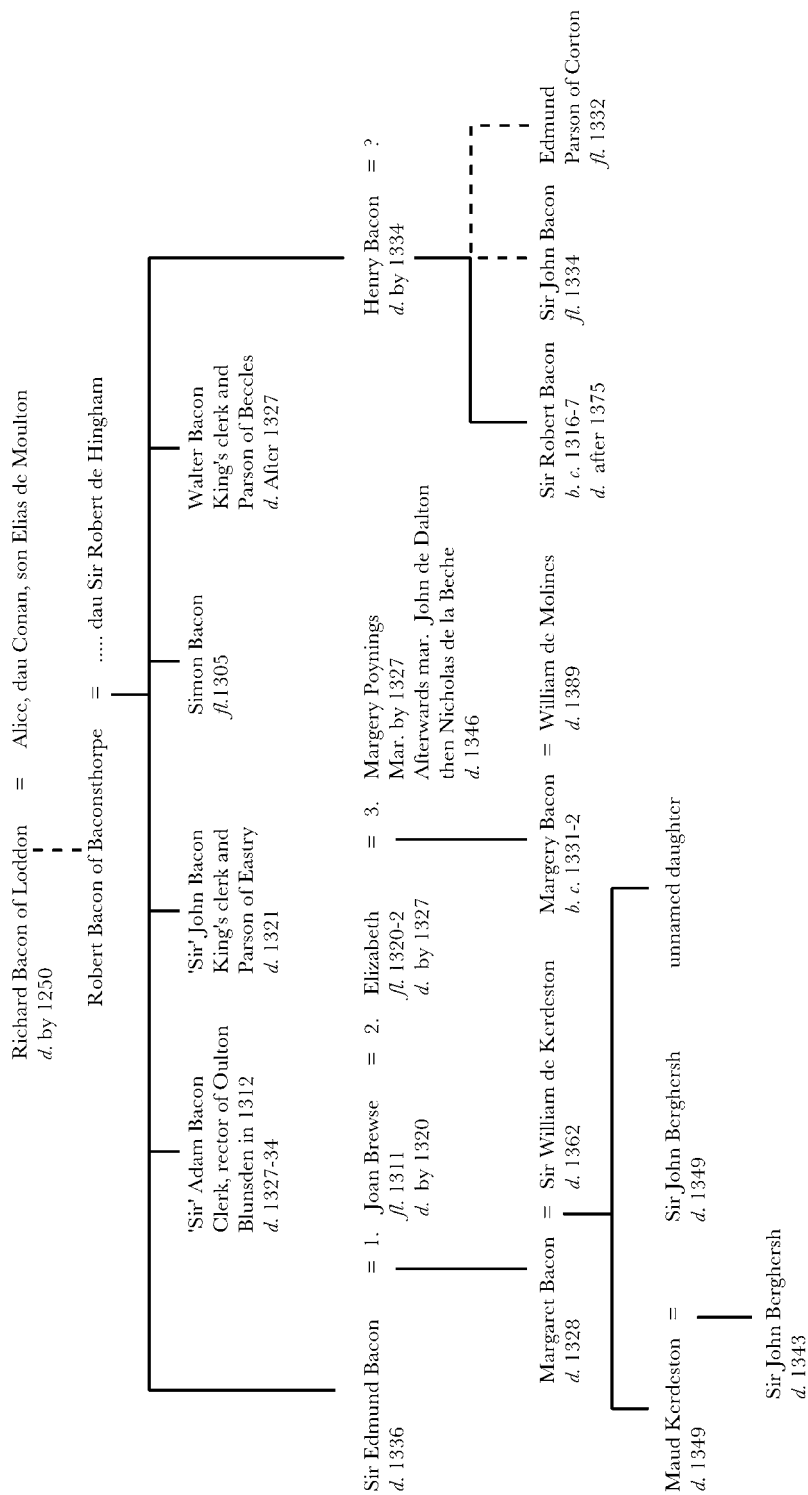 Richard Bacon of Loddon = Alice, dau Conan, son Elias de Moulton
d. by 1250
Robert Bacon of Baconsthorpe = ..... dau Sir Robert de Hingham
'Sir' Adam Bacon
Clerk, rector of Oulton
Blunsden in 1312
d. 1327-34
'Sir' John Bacon
King's clerk and
Parson of Eastry
d. 1321
Simon Bacon
fl.1305
Walter Bacon
King's clerk and
Parson of Beccles
d. After 1327
Sir Edmund Bacon
d. 1336
= 1. Joan Brewse
fl. 1311
d. by 1320
= 2. Elizabeth
fl. 1320-2
d. by 1327
= 3. Margery Poynings
Mar. by 1327
Afterwards mar. John de Dalton
then Nicholas de la Beche
d. 1346
Henry Bacon = ?
d. by 1334
Margaret Bacon = Sir William de Kerdeston
d. 1328
d. 1362
Margery Bacon = William de Molines
b. c. 1331-2
d. 1389
Sir Robert Bacon
b. c. 1316-7
d. after 1375
Sir John Bacon
fl. 1334
Edmund
Parson of Corton
fl. 1332
Maud Kerdeston =
d. 1349
Sir John Berghersh
d. 1349
unnamed daughter
Sir John Berghersh
d. 1343